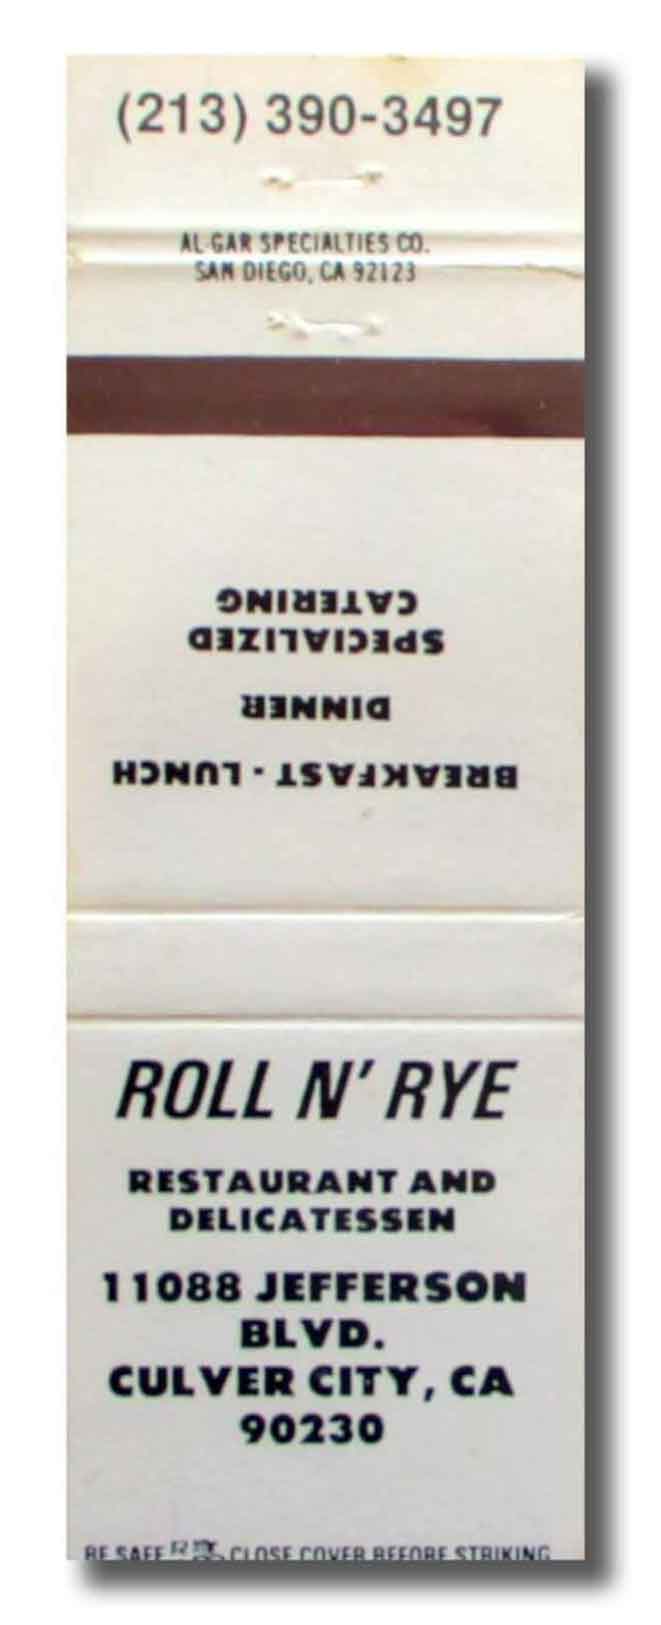 (213) 390-3497
AL-GAR SPECIALTIES CO.
SAN DIEGO, CA 92123
BREAKFAST - LUNCH
DINNER
SPECIALIZED
CATERING
ROLL N' RYE
RESTAURANT AND
DELICATESSEN
11088 JEFFERSON
BLVD.
CULVER CITY, CA
90230
BE SAFE CLOSE COVER BEFORE STRIKING